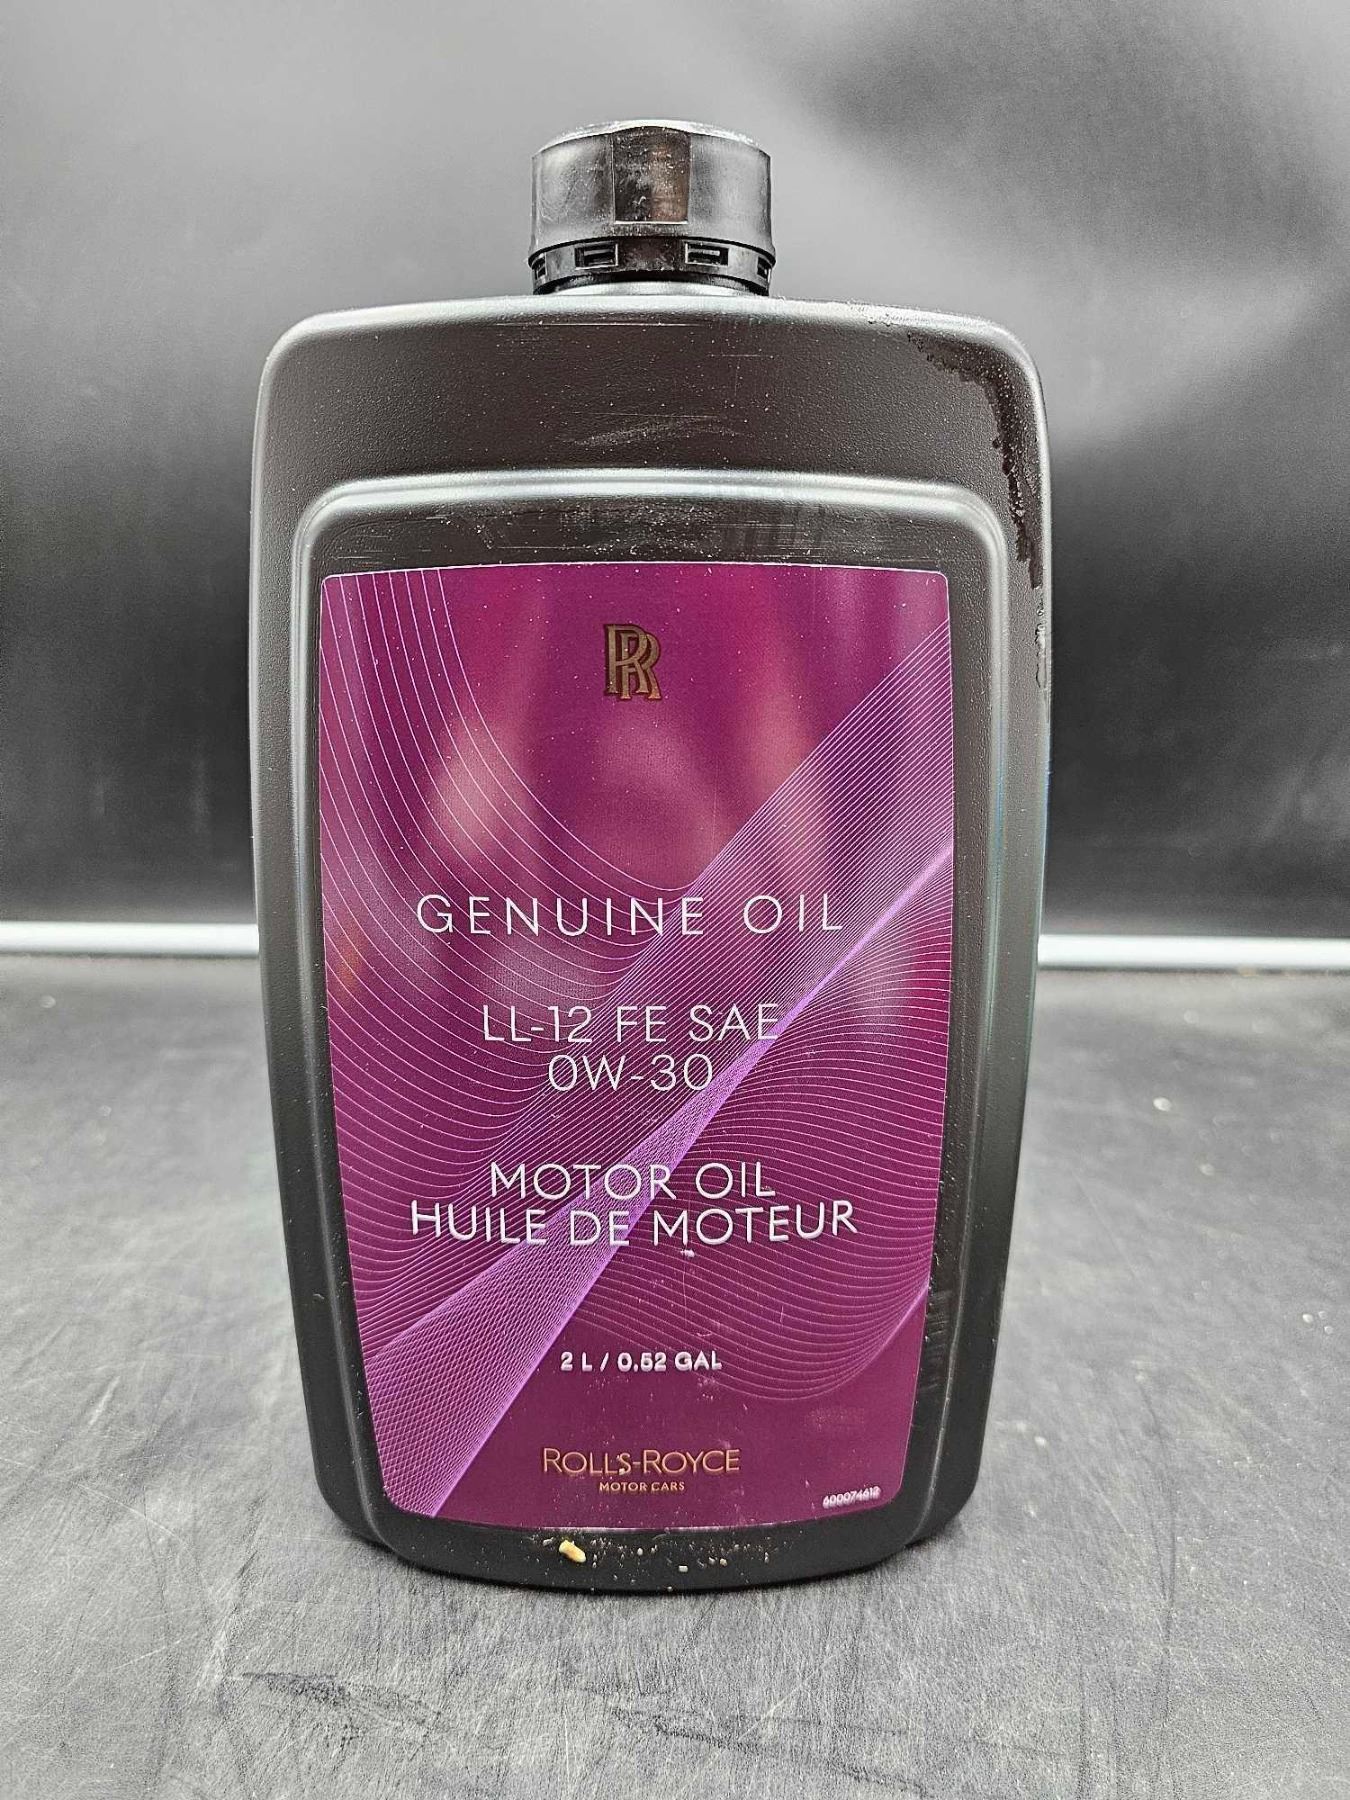 RR
GENUINE OIL
LL-12 FE SAE
0W-30
MOTOR OIL
HUILE DE MOTEUR
2 L / 0.52 GAL
ROLLS-ROYCE
MOTOR CARS
600074612